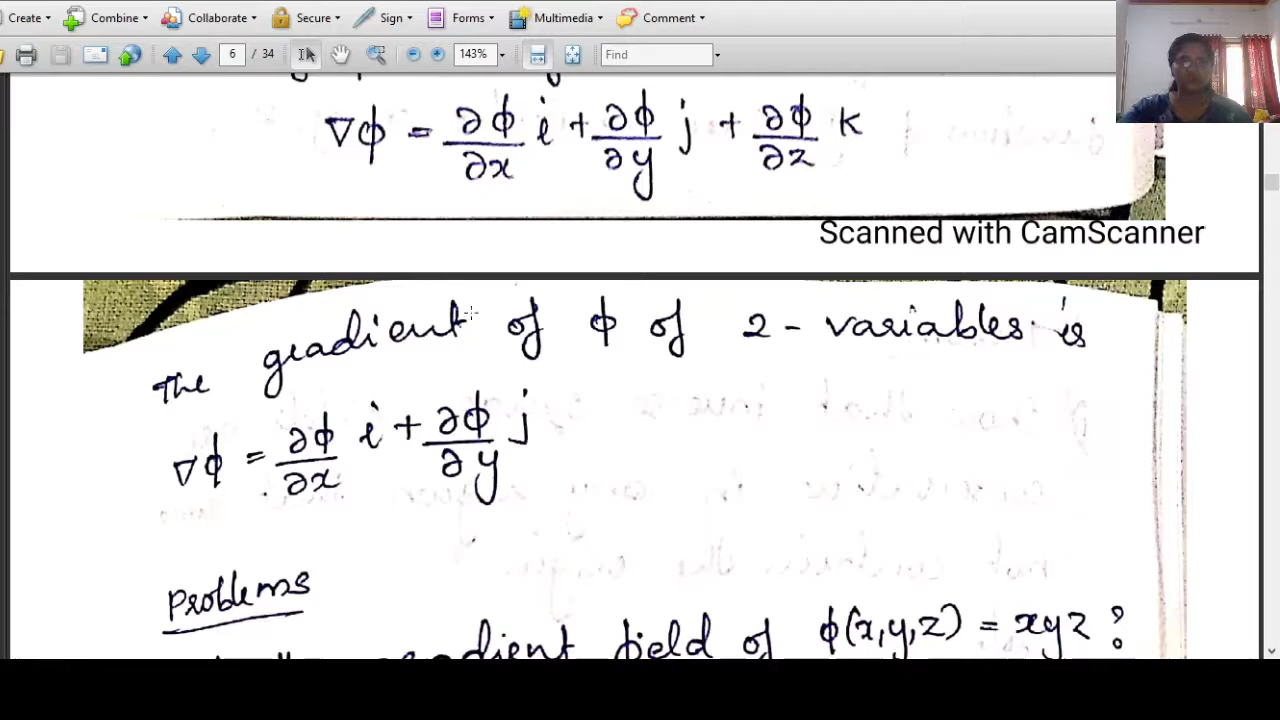 Create Combine Collaborate Secure Sign Forms Multimedia Comment
6 / 34 143% Find
∇ϕ = ∂ϕ/∂x i + ∂ϕ/∂y j + ∂ϕ/∂z k
Scanned with CamScanner
The gradient of ϕ of 2 - variables is
∇ϕ = ∂ϕ/∂x i + ∂ϕ/∂y j
Problems
gradient field of ϕ(x,y,z) = xyz ?